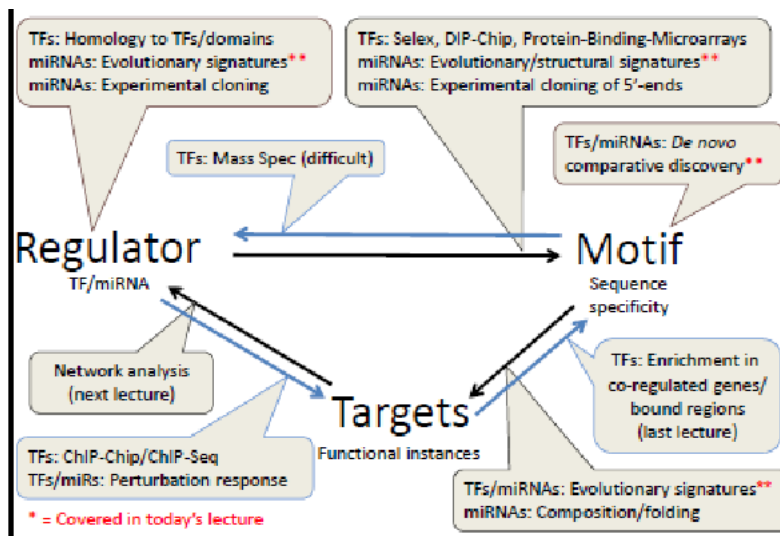 TFs: Homology to TFs/domains
miRNAs: Evolutionary signatures**
miRNAs: Experimental cloning
TFs: Selex, DIP-Chip, Protein-Binding-Microarrays
miRNAs: Evolutionary/structural signatures**
miRNAs: Experimental cloning of 5'-ends
TFs: Mass Spec (difficult)
TFs/miRNAs: De novo
comparative discovery**
Regulator
TF/miRNA
Motif
Sequence
specificity
Network analysis
(next lecture)
Targets
Functional instances
TFs: Enrichment in
co-regulated genes/
bound regions
(last lecture)
TFs: ChIP-Chip/ChIP-Seq
TFs/miRs: Perturbation response
TFs/miRNAs: Evolutionary signatures**
miRNAs: Composition/folding
* = Covered in today's lecture